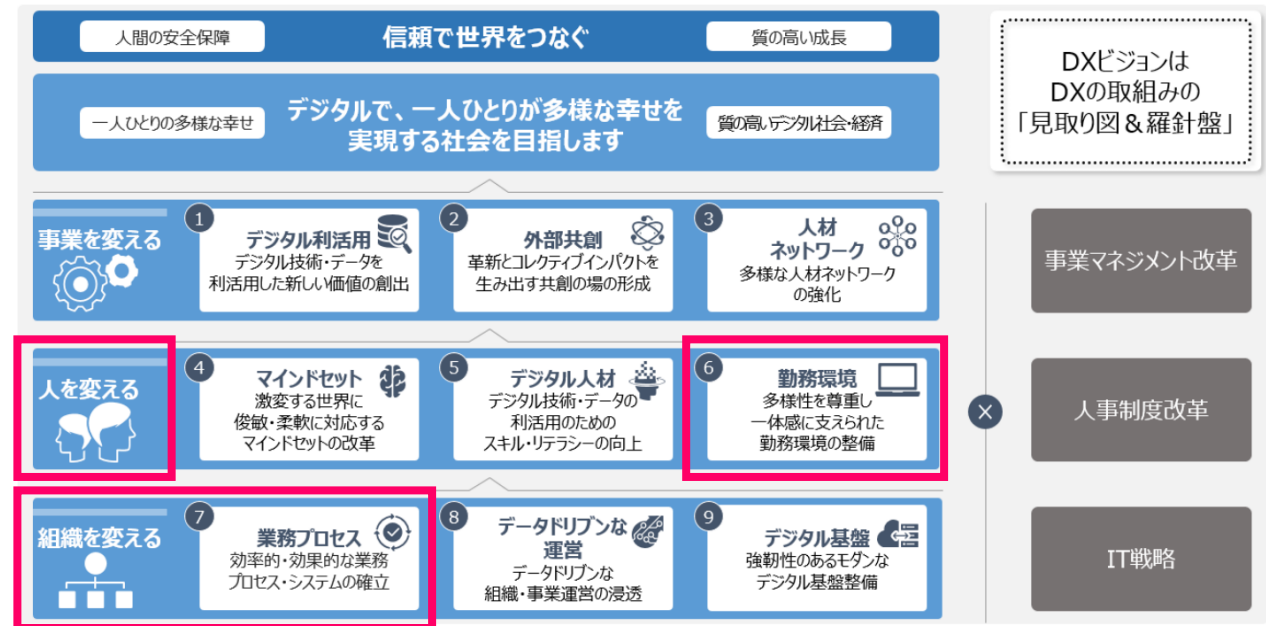 人間の安全保障
信頼で世界をつなぐ
質の高い成長
一人ひとりの多様な幸せ
デジタルで、一人ひとりが多様な幸せを
実現する社会を目指します
質の高いデジタル社会・経済
DXビジョンは
DXの取組みの
「見取り図&羅針盤」
事業を変える
1
デジタル利活用
デジタル技術・データを
利活用した新しい価値の創出
2
外部共創
革新とコレクティブインパクトを
生み出す共創の場の形成
3
人材
ネットワーク
多様な人材ネットワーク
の強化
事業マネジメント改革
人を変える
4
マインドセット
激変する世界に
俊敏・柔軟に対応する
マインドセットの改革
5
デジタル人材
デジタル技術・データの
利活用のための
スキル・リテラシーの向上
6
勤務環境
多様性を尊重し
一体感に支えられた
勤務環境の整備
×
人事制度改革
組織を変える
7
業務プロセス
効率的・効果的な業務
プロセス・システムの確立
8
データドリブンな
運営
データドリブンな
組織・事業運営の浸透
9
デジタル基盤
強靭性のあるモダンな
デジタル基盤整備
IT戦略